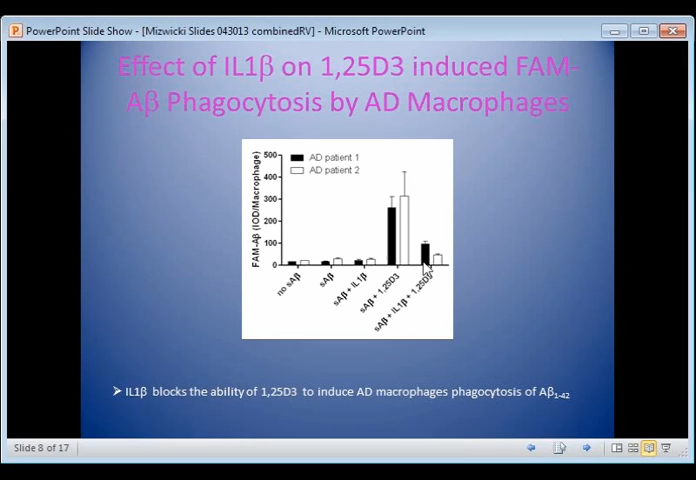 PowerPoint Slide Show - [Mizwicki Slides 043013 combinedRV] - Microsoft PowerPoint
Effect of IL1β on 1,25D3 induced FAM-
Aβ Phagocytosis by AD Macrophages
FAM-Aβ (IOD/Macrophage)
500
400
300
200
100
0
AD patient 1
AD patient 2
no sAβ
sAβ
sAβ + IL1β
sAβ + 1,25D3
sAβ + IL1β + 1,25D3
➢ IL1β blocks the ability of 1,25D3 to induce AD macrophages phagocytosis of Aβ1-42
Slide 8 of 17